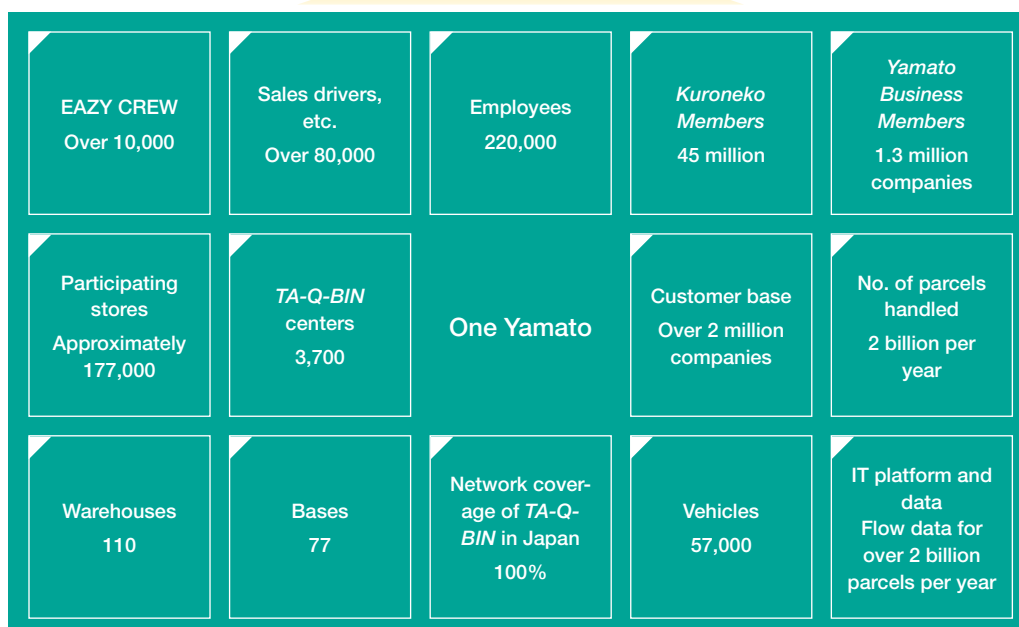 EAZY CREW
Over 10,000
Sales drivers,
etc.
Over 80,000
Employees
220,000
Kuroneko
Members
45 million
Yamato
Business
Members
1.3 million
companies
Participating
stores
Approximately
177,000
TA-Q-BIN
centers
3,700
One Yamato
Customer base
Over 2 million
companies
No. of parcels
handled
2 billion per
year
Warehouses
110
Bases
77
Network cover-
age of TA-Q-
BIN in Japan
100%
Vehicles
57,000
IT platform and
data
Flow data for
over 2 billion
parcels per year